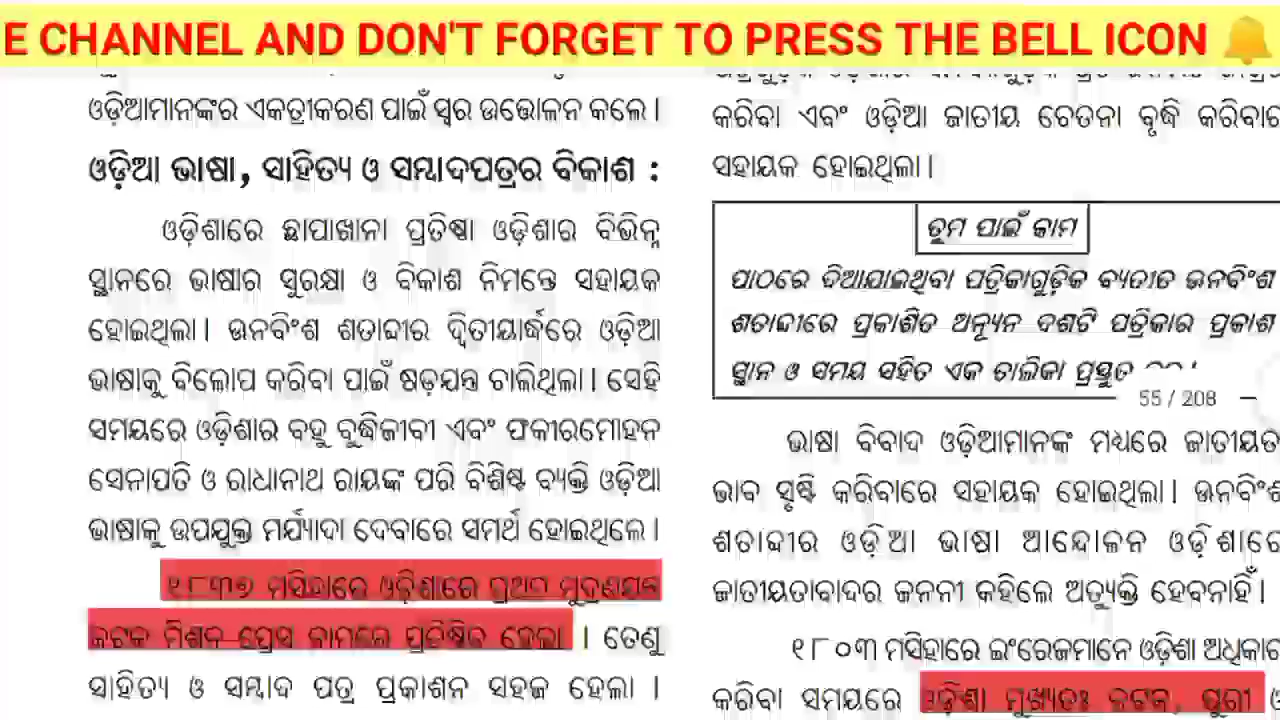 E CHANNEL AND DON'T FORGET TO PRESS THE BELL ICON 🔔
ଓଡ଼ିଆମାନଙ୍କର ଏକତ୍ରୀକରଣ ପାଇଁ ସ୍ୱର ଉତ୍ତୋଳନ କଲେ ।
ଓଡ଼ିଆ ଭାଷା, ସାହିତ୍ୟ ଓ ସମ୍ବାଦପତ୍ରର ବିକାଶ :
ଓଡ଼ିଶାରେ ଛାପାଖାନା ପ୍ରତିଷ୍ଠା ଓଡ଼ିଶାର ବିଭିନ୍ନ
ସ୍ଥାନରେ ଭାଷାର ସୁରକ୍ଷା ଓ ବିକାଶ ନିମନ୍ତେ ସହାୟକ
ହୋଇଥିଲା । ଊନବିଂଶ ଶତାବ୍ଦୀର ଦ୍ୱିତୀୟାର୍ଦ୍ଧରେ ଓଡ଼ିଆ
ଭାଷାକୁ ବିଲୋପ କରିବା ପାଇଁ ଷଡ଼ଯନ୍ତ୍ର ଚାଲିଥିଲା । ସେହି
ସମୟରେ ଓଡ଼ିଶାର ବହୁ ବୁଦ୍ଧିଜୀବୀ ଏବଂ ଫକୀରମୋହନ
ସେନାପତି ଓ ରାଧାନାଥ ରାୟଙ୍କ ପରି ବିଶିଷ୍ଟ ବ୍ୟକ୍ତି ଓଡ଼ିଆ
ଭାଷାକୁ ଉପଯୁକ୍ତ ମର୍ଯ୍ୟାଦା ଦେବାରେ ସମର୍ଥ ହୋଇଥିଲେ ।
୧୮୩୭ ମସିହାରେ ଓଡ଼ିଶାରେ ପ୍ରଥମ ମୁଦ୍ରଣଯନ୍ତ୍ର
କଟକ ମିଶନ ପ୍ରେସ ନାମରେ ପ୍ରତିଷ୍ଠିତ ହେଲା । ତେଣୁ
ସାହିତ୍ୟ ଓ ସମ୍ବାଦ ପତ୍ର ପ୍ରକାଶନ ସହଜ ହେଲା ।
କରିବା ଏବଂ ଓଡ଼ିଆ ଜାତୀୟ ଚେତନା ବୃଦ୍ଧି କରିବାରେ
ସହାୟକ ହୋଇଥିଲା ।
ତୁମ ପାଇଁ କାମ
ପାଠରେ ଦିଆଯାଇଥିବା ପତ୍ରିକାଗୁଡ଼ିକ ବ୍ୟତୀତ ଊନବିଂଶ
ଶତାବ୍ଦୀରେ ପ୍ରକାଶିତ ଅନ୍ୟୂନ ଦଶଟି ପତ୍ରିକାର ପ୍ରକାଶ
ସ୍ଥାନ ଓ ସମୟ ସହିତ ଏକ ତାଲିକା ପ୍ରସ୍ତୁତ
55 / 208
ଭାଷା ବିବାଦ ଓଡ଼ିଆମାନଙ୍କ ମଧ୍ୟରେ ଜାତୀୟତ
ଭାବ ସୃଷ୍ଟି କରିବାରେ ସହାୟକ ହୋଇଥିଲା । ଊନବିଂଶ
ଶତାବ୍ଦୀର ଓଡ଼ିଆ ଭାଷା ଆନ୍ଦୋଳନ ଓଡ଼ିଶାରେ
ଜାତୀୟତାବାଦର ଜନନୀ କହିଲେ ଅତ୍ୟୁକ୍ତି ହେବନାହିଁ ।
୧୮୦୩ ମସିହାରେ ଇଂରେଜମାନେ ଓଡ଼ିଶା ଅଧିକାର
କରିବା ସମୟରେ ଓଡ଼ିଶା ମୁଖ୍ୟତଃ କଟକ, ପୁରୀ ଓ